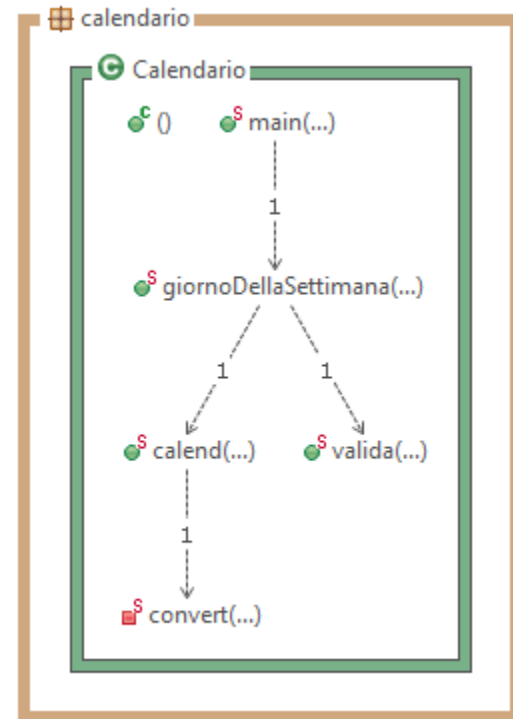 calendario
C Calendario
C () S main(...)
1
S giornoDellaSettimana(...)
1 1
S calend(...) S valida(...)
1
S convert(...)